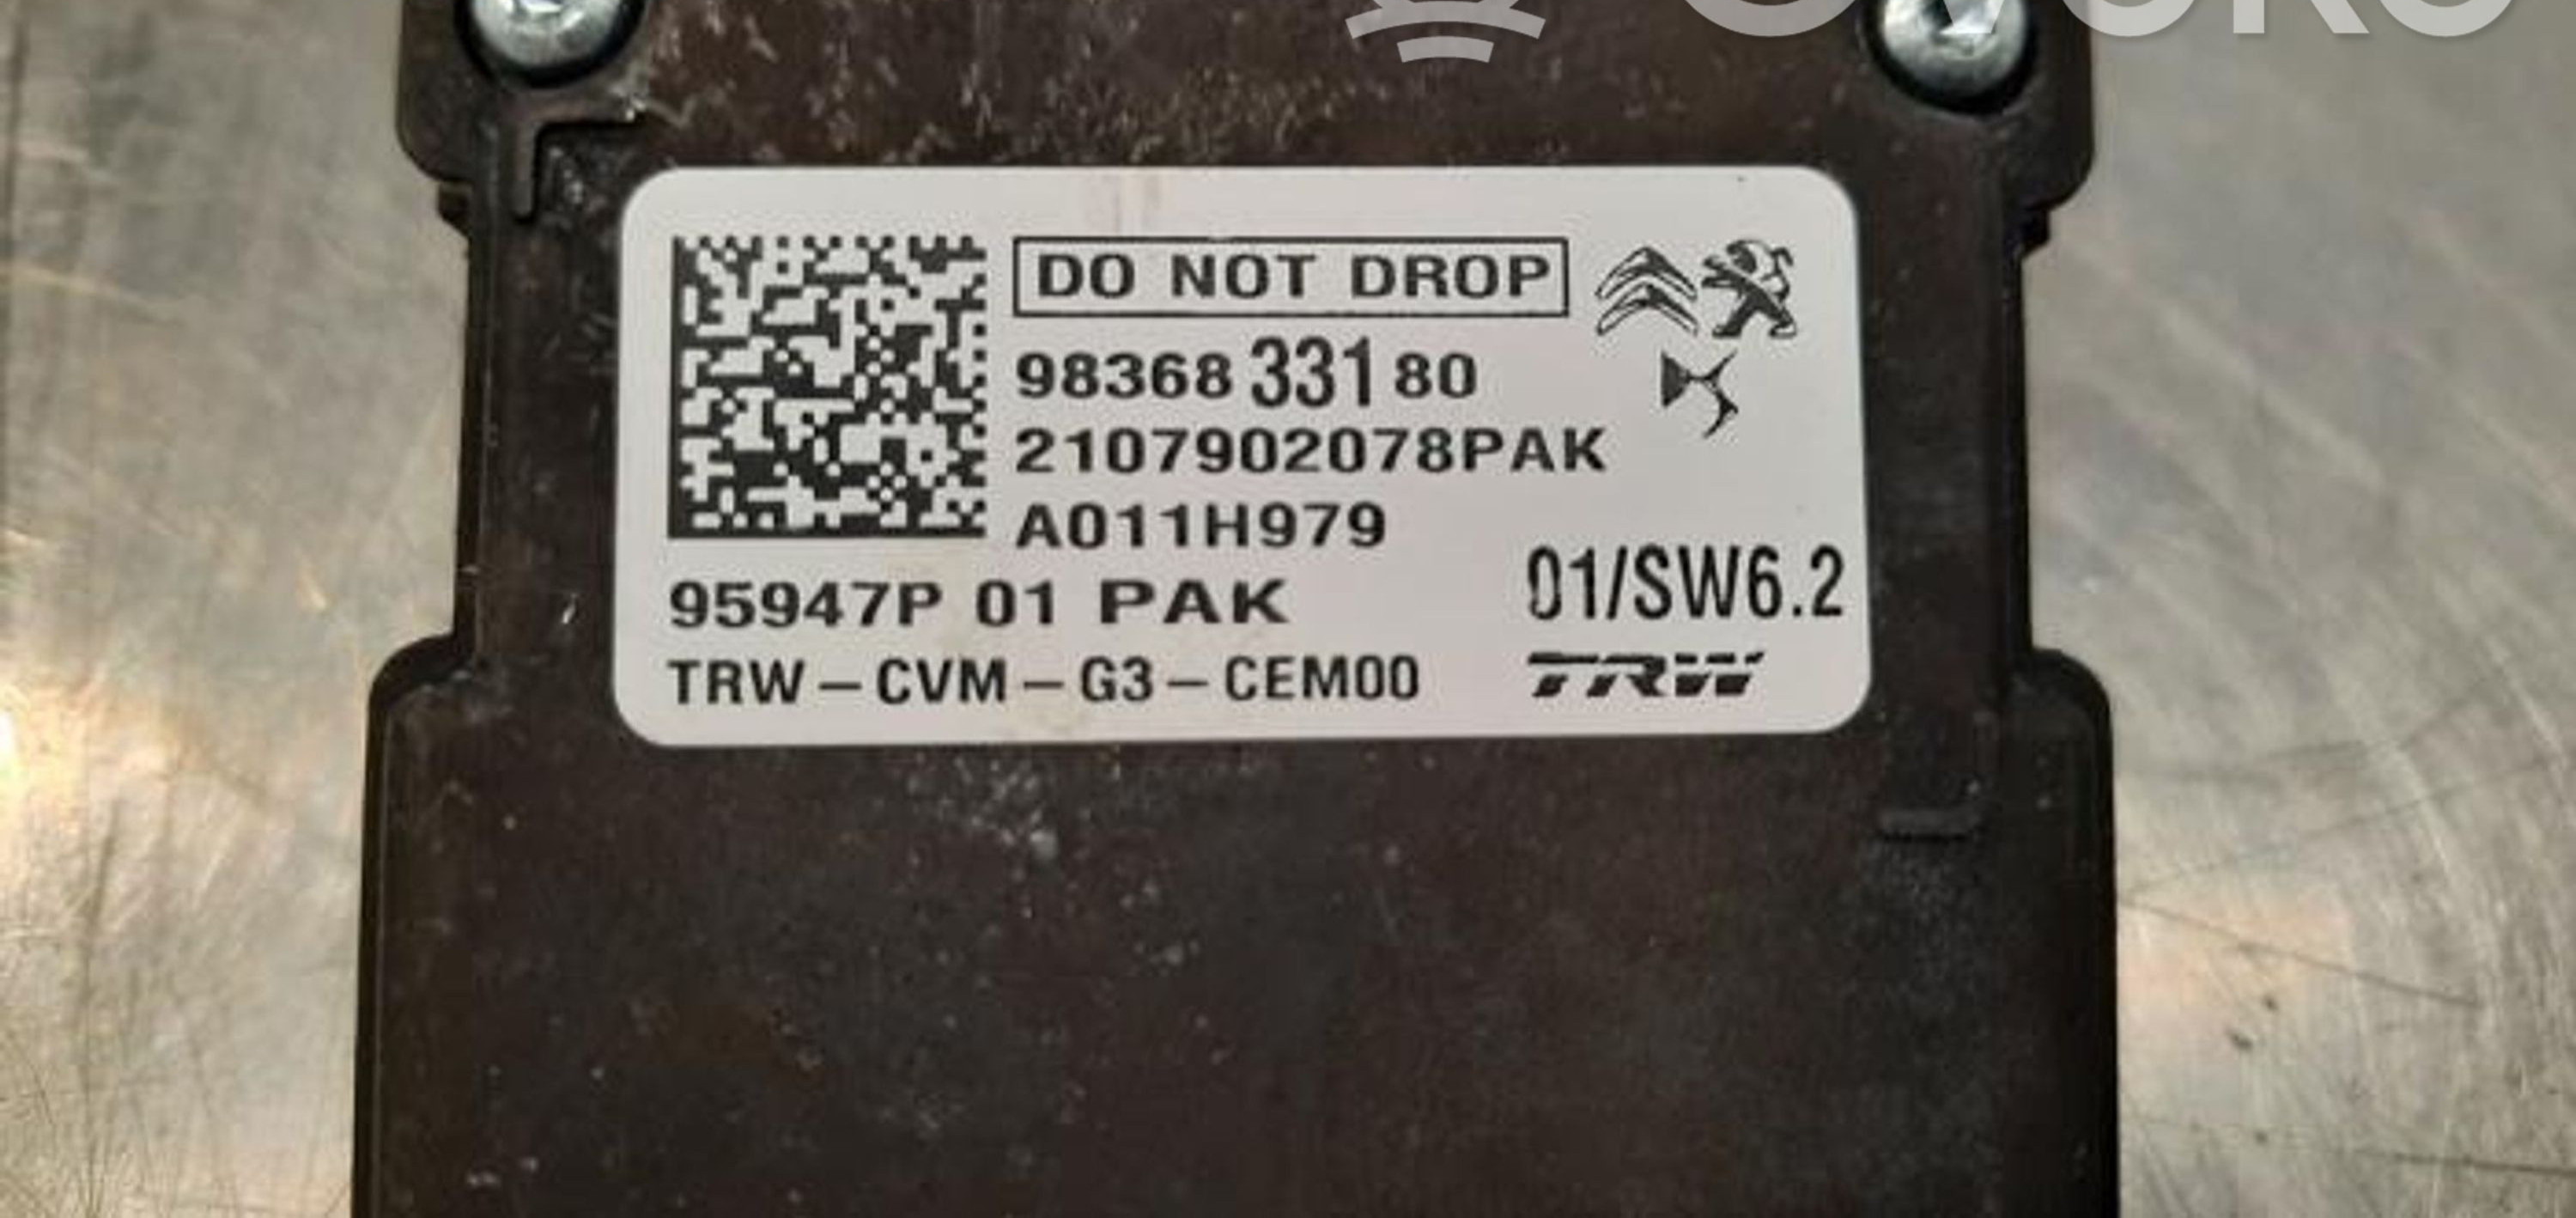 DO NOT DROP
98368 331 80
2107902078PAK
A011H979
95947P 01 PAK
01/SW6.2
TRW-CVM-G3-CEM00
TRW